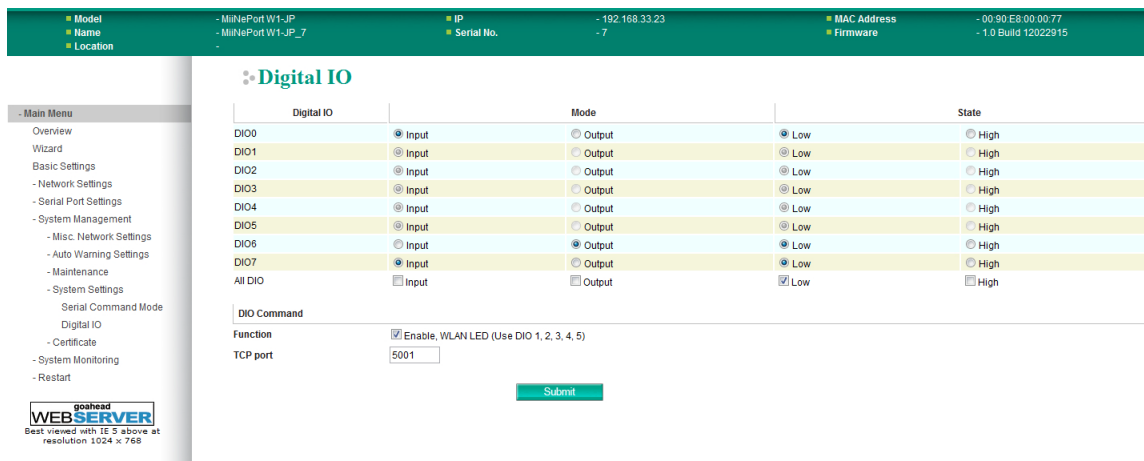 Model - MiiNePort W1-JP IP - 192.168.33.23 MAC Address - 00:90:E8:00:00:77
Name - MiiNePort W1-JP_7 Serial No. - 7 Firmware - 1.0 Build 12022915
Location -
Digital IO
- Main Menu
Overview
Wizard
Basic Settings
- Network Settings
- Serial Port Settings
- System Management
- Misc. Network Settings
- Auto Warning Settings
- Maintenance
- System Settings
Serial Command Mode
Digital IO
- Certificate
- System Monitoring
- Restart
goahead
WEBSERVER
Best viewed with IE 5 above at
resolution 1024 x 768
Digital IO Mode State
DIO0 Input Output Low High
DIO1 Input Output Low High
DIO2 Input Output Low High
DIO3 Input Output Low High
DIO4 Input Output Low High
DIO5 Input Output Low High
DIO6 Input Output Low High
DIO7 Input Output Low High
All DIO Input Output Low High
DIO Command
Function Enable, WLAN LED (Use DIO 1, 2, 3, 4, 5)
TCP port 5001
Submit